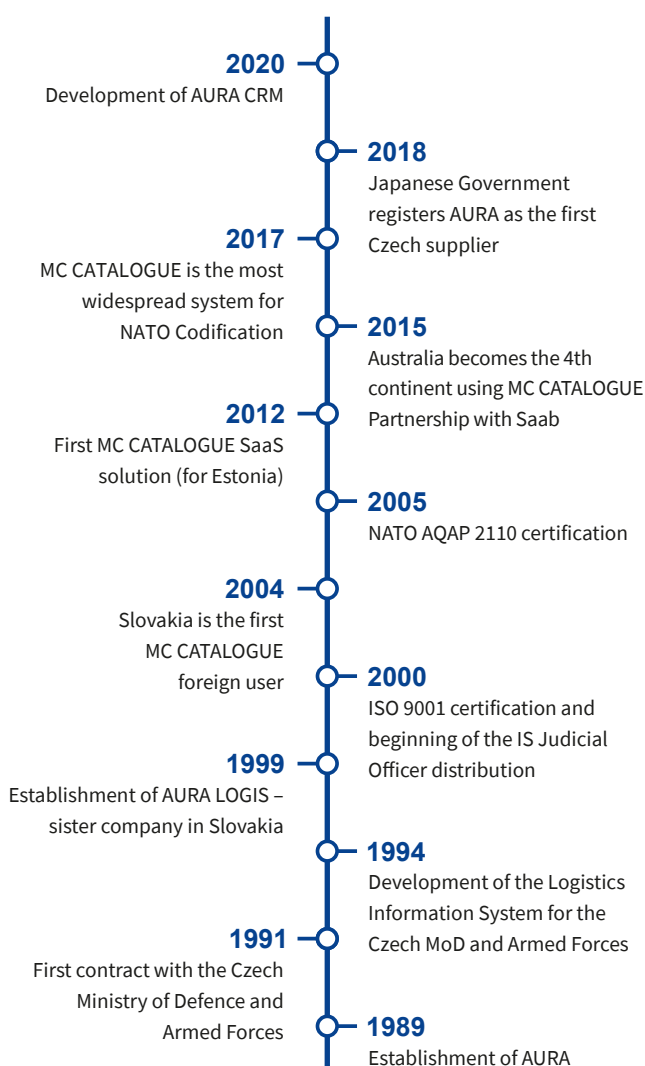 2020
Development of AURA CRM
2018
Japanese Government
registers AURA as the first
Czech supplier
2017
MC CATALOGUE is the most
widespread system for
NATO Codification
2015
Australia becomes the 4th
continent using MC CATALOGUE
Partnership with Saab
2012
First MC CATALOGUE SaaS
solution (for Estonia)
2005
NATO AQAP 2110 certification
2004
Slovakia is the first
MC CATALOGUE
foreign user
2000
ISO 9001 certification and
beginning of the IS Judicial
Officer distribution
1999
Establishment of AURA LOGIS –
sister company in Slovakia
1994
Development of the Logistics
Information System for the
Czech MoD and Armed Forces
1991
First contract with the Czech
Ministry of Defence and
Armed Forces
1989
Establishment of AURA